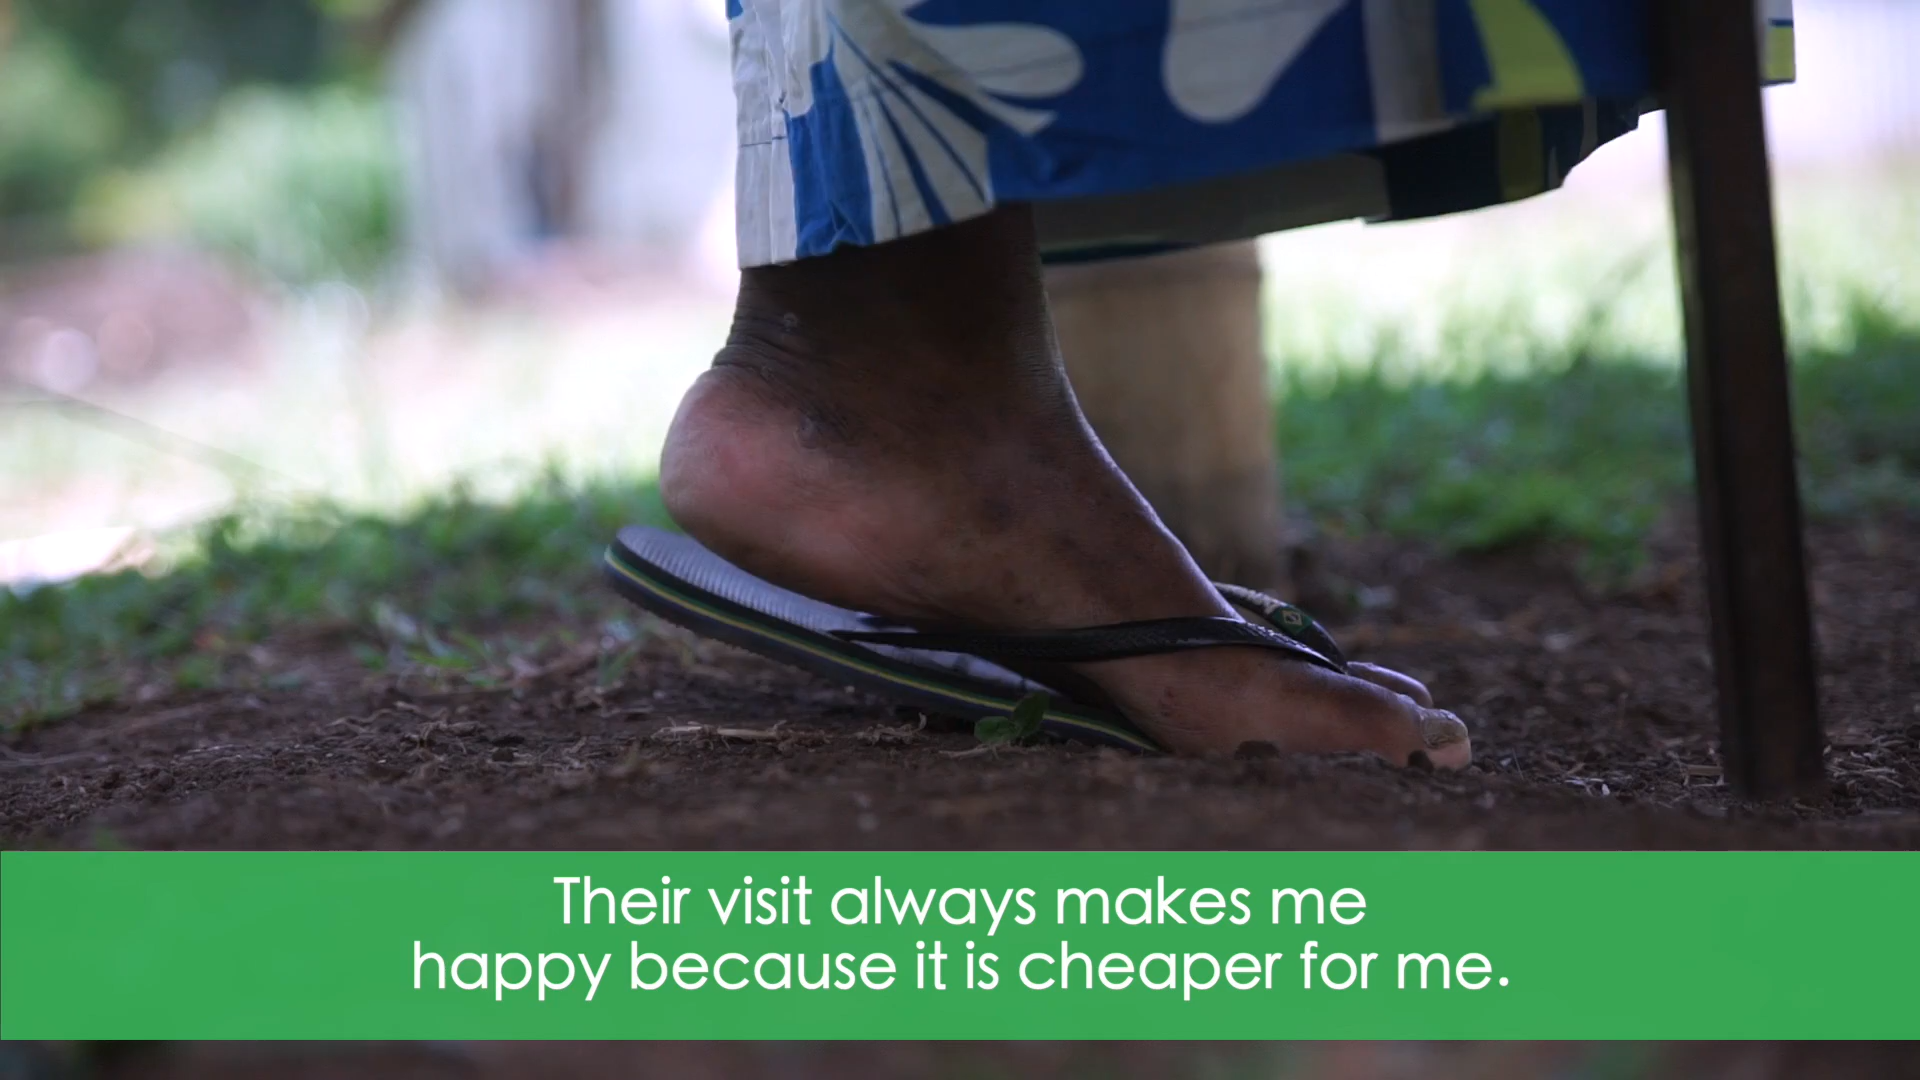 Their visit always makes me
happy because it is cheaper for me.